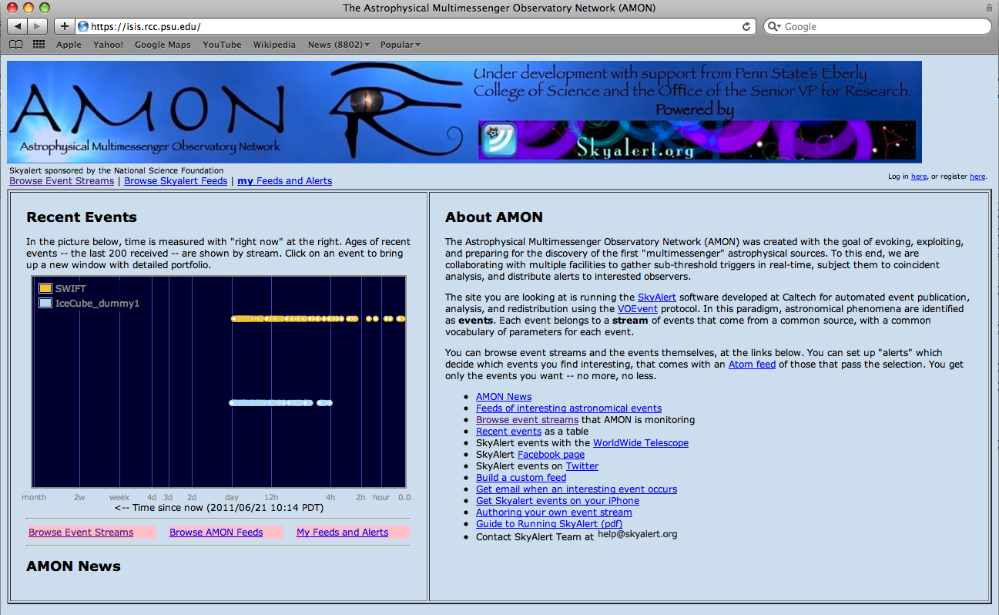 The Astrophysical Multimessenger Observatory Network (AMON)
https://isis.rcc.psu.edu/
Google
Apple Yahoo! Google Maps YouTube Wikipedia News (8802) Popular
AMON
Astrophysical Multimessenger Observatory Network
Under development with support from Penn State's Eberly
College of Science and the Office of the Senior VP for Research.
Powered by
Skyalert.org
Skyalert sponsored by the National Science Foundation
Browse Event Streams | Browse Skyalert Feeds | my Feeds and Alerts
Log in here, or register here.
Recent Events
In the picture below, time is measured with "right now" at the right. Ages of recent
events -- the last 200 received -- are shown by stream. Click on an event to bring
up a new window with detailed portfolio.
SWIFT
IceCube_dummy1
month 2w week 4d 3d 2d day 12h 4h 2h hour 0.0
<-- Time since now (2011/06/21 10:14 PDT)
Browse Event Streams Browse AMON Feeds My Feeds and Alerts
AMON News
About AMON
The Astrophysical Multimessenger Observatory Network (AMON) was created with the goal of evoking, exploiting,
and preparing for the discovery of the first "multimessenger" astrophysical sources. To this end, we are
collaborating with multiple facilities to gather sub-threshold triggers in real-time, subject them to coincident
analysis, and distribute alerts to interested observers.
The site you are looking at is running the SkyAlert software developed at Caltech for automated event publication,
analysis, and redistribution using the VOEvent protocol. In this paradigm, astronomical phenomena are identified
as events. Each event belongs to a stream of events that come from a common source, with a common
vocabulary of parameters for each event.
You can browse event streams and the events themselves, at the links below. You can set up "alerts" which
decide which events you find interesting, that comes with an Atom feed of those that pass the selection. You get
only the events you want -- no more, no less.
• AMON News
• Feeds of interesting astronomical events
• Browse event streams that AMON is monitoring
• Recent events as a table
• SkyAlert events with the WorldWide Telescope
• SkyAlert Facebook page
• SkyAlert events on Twitter
• Build a custom feed
• Get email when an interesting event occurs
• Get Skyalert events on your iPhone
• Authoring your own event stream
• Guide to Running SkyAlert (pdf)
• Contact SkyAlert Team at help@skyalert.org